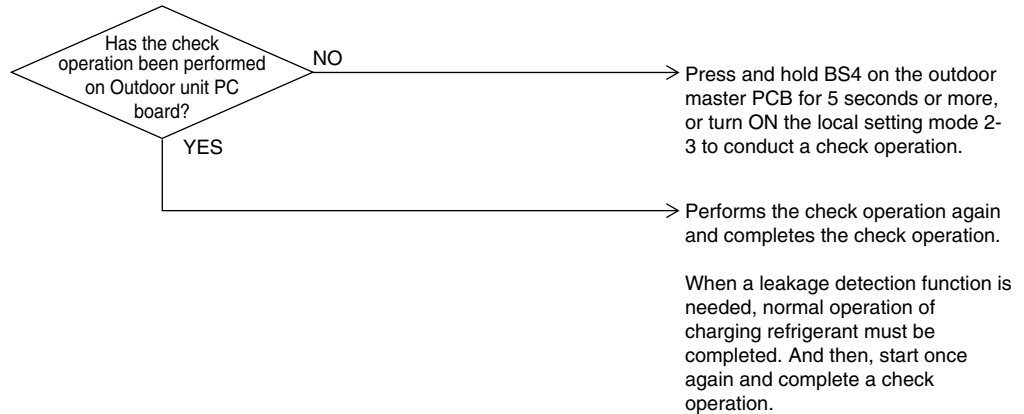 Has the check
operation been performed
on Outdoor unit PC
board?
NO
YES
Press and hold BS4 on the outdoor
master PCB for 5 seconds or more,
or turn ON the local setting mode 2-
3 to conduct a check operation.
Performs the check operation again
and completes the check operation.
When a leakage detection function is
needed, normal operation of
charging refrigerant must be
completed. And then, start once
again and complete a check
operation.